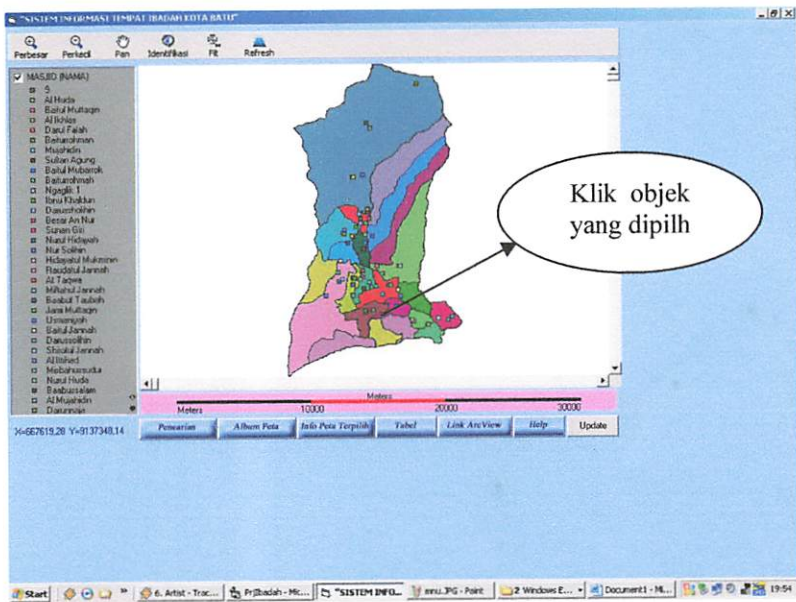 "SISTEM INFORMASI TEMPAT IBADAH KOTA BATU"
Perbesar Perkecil Pan Identifikasi Fit Refresh
MASJID (NAMA)
5
Al Huda
Baitul Muttaqin
Al Ikhlas
Darul Falah
Baiturrohman
Mujahidin
Sultan Agung
Baitul Mubarrok
Baiturrohmah
Ngaglik 1
Ibnu Khaldun
Darussholihin
Besar An Nur
Sunan Giri
Nurul Hidayah
Nur Solihin
Hidayatul Mukminin
Raudatul Jannah
At Taqwa
Miftahul Jannah
Baabut Taubah
Jami Muttaqin
Usmaniyah
Baitul Jannah
Darussolihin
Al Ittihad
Nurul Huda
Baabussalam
Al Mujahidin
Darunnaja
Klik objek
yang dipilh
Meters
Meters 10000 20000 30000
X=667619,28 Y=9137348,14
Pencarian Album Peta Info Peta Terpilih Tabel Link ArcView Help Update
Start 6. Artist - Trac... PrjIbadah - Mic... "SISTEM INFO... mnu.JPG - Paint 2 Windows E... Document1 - Mi... 19:54